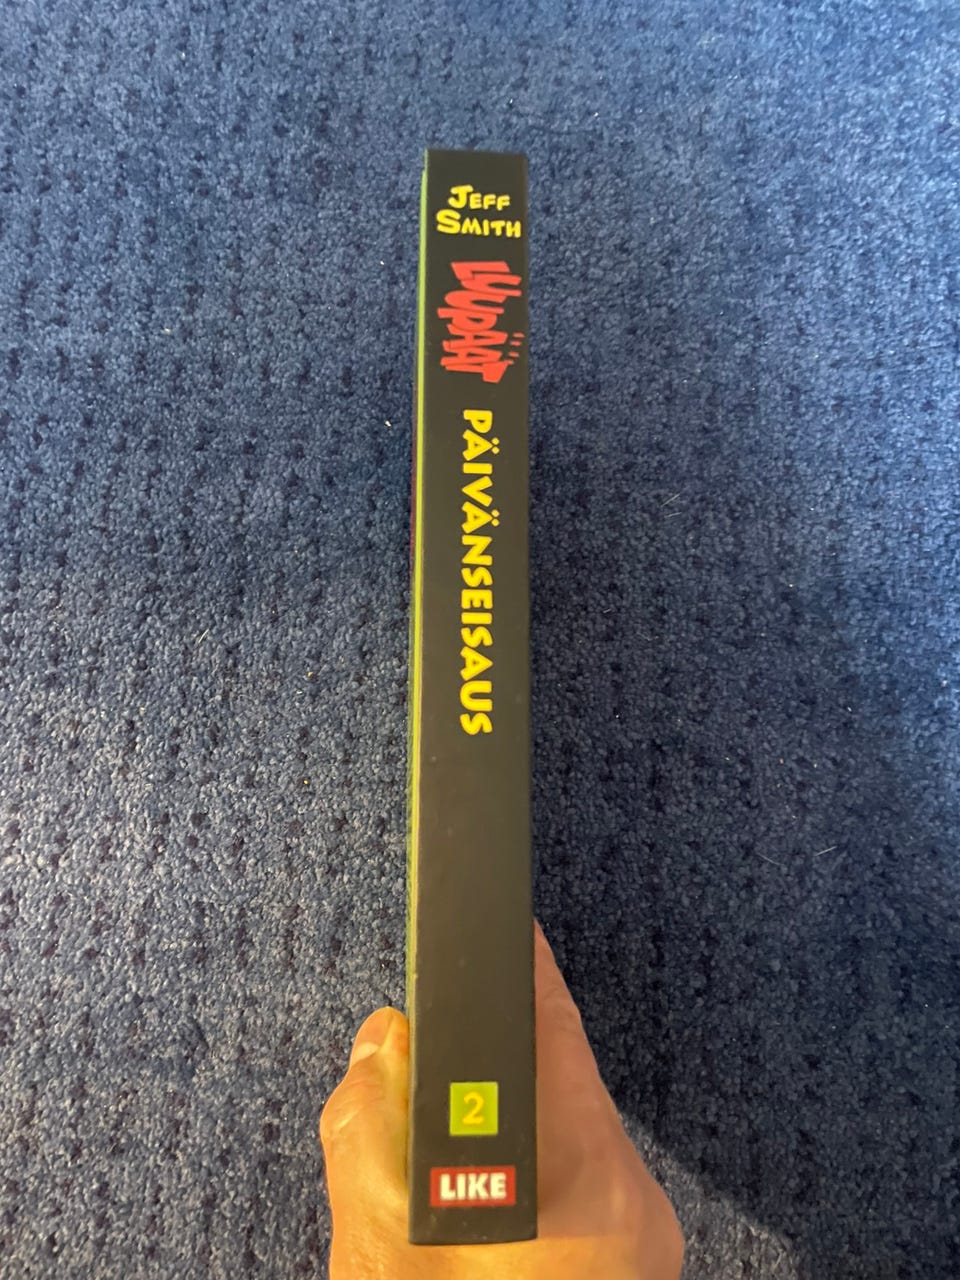 JEFF
SMITH
LUUPÄÄT
PÄIVÄNSEISAUS
2
LIKE